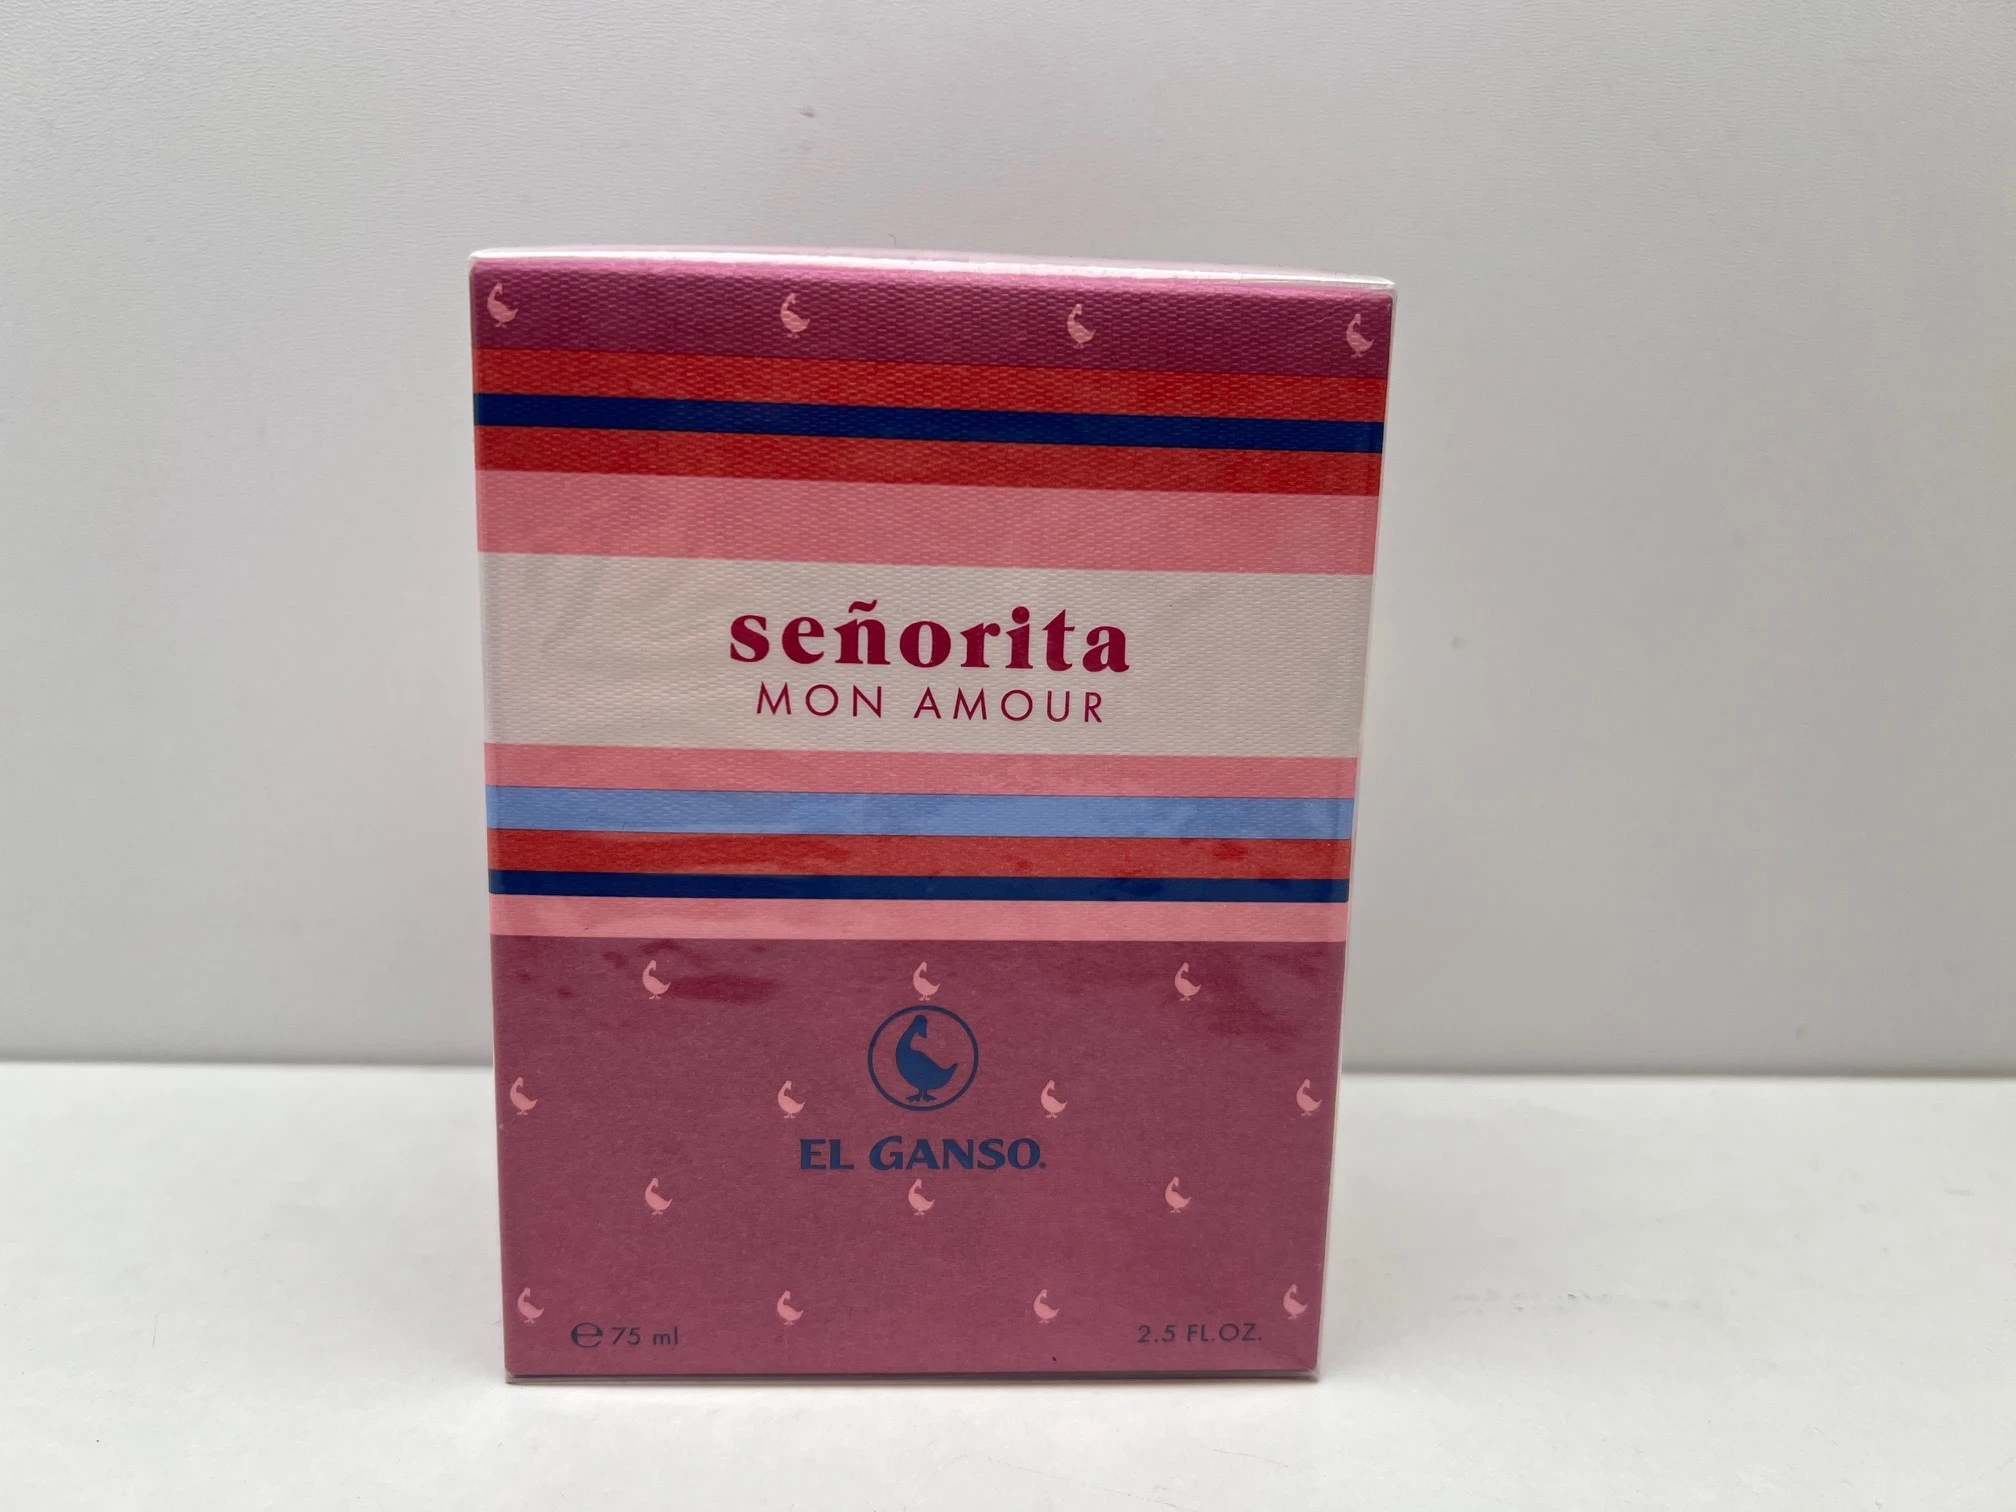 señorita
MON AMOUR
EL GANSO®
℮ 75 ml
2.5 FL.OZ.